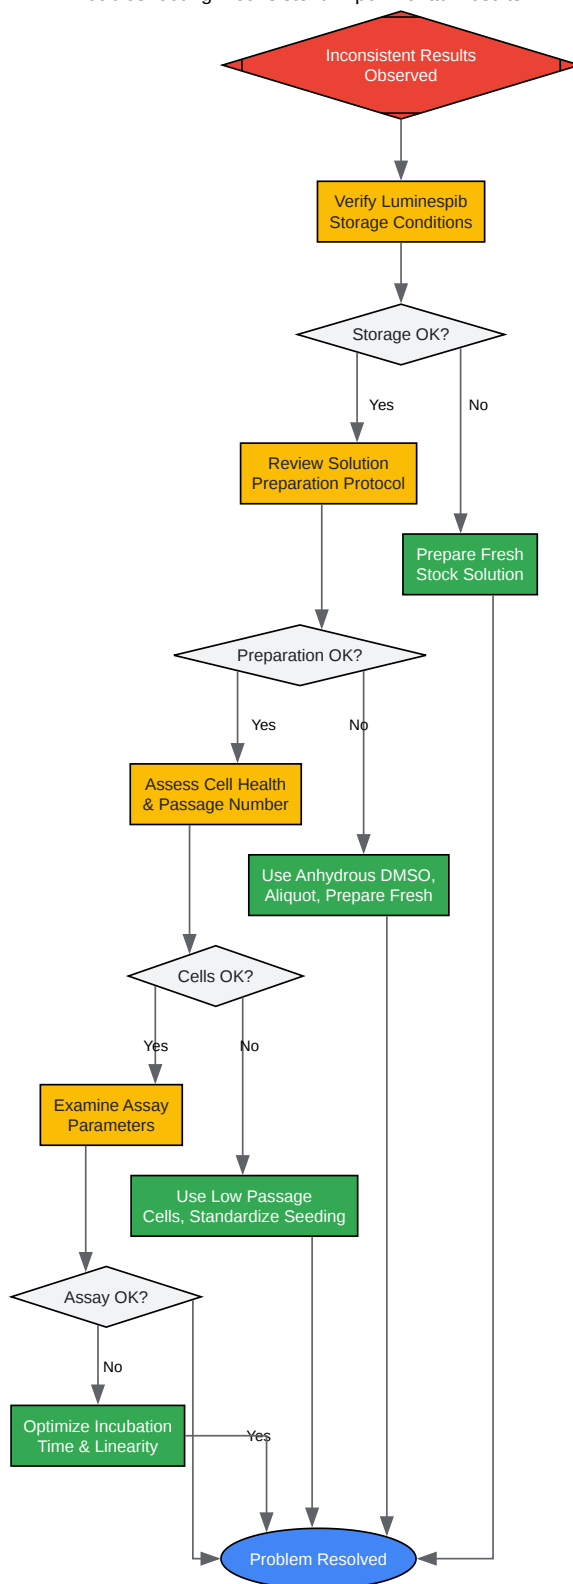 Inconsistent Results
Observed
Verify Luminespib
Storage Conditions
Storage OK?
Yes
No
Review Solution
Preparation Protocol
Prepare Fresh
Stock Solution
Preparation OK?
Yes
No
Assess Cell Health
& Passage Number
Use Anhydrous DMSO,
Aliquot, Prepare Fresh
Cells OK?
Yes
No
Examine Assay
Parameters
Use Low Passage
Cells, Standardize Seeding
Assay OK?
No
Optimize Incubation
Time & Linearity
Yes
Problem Resolved